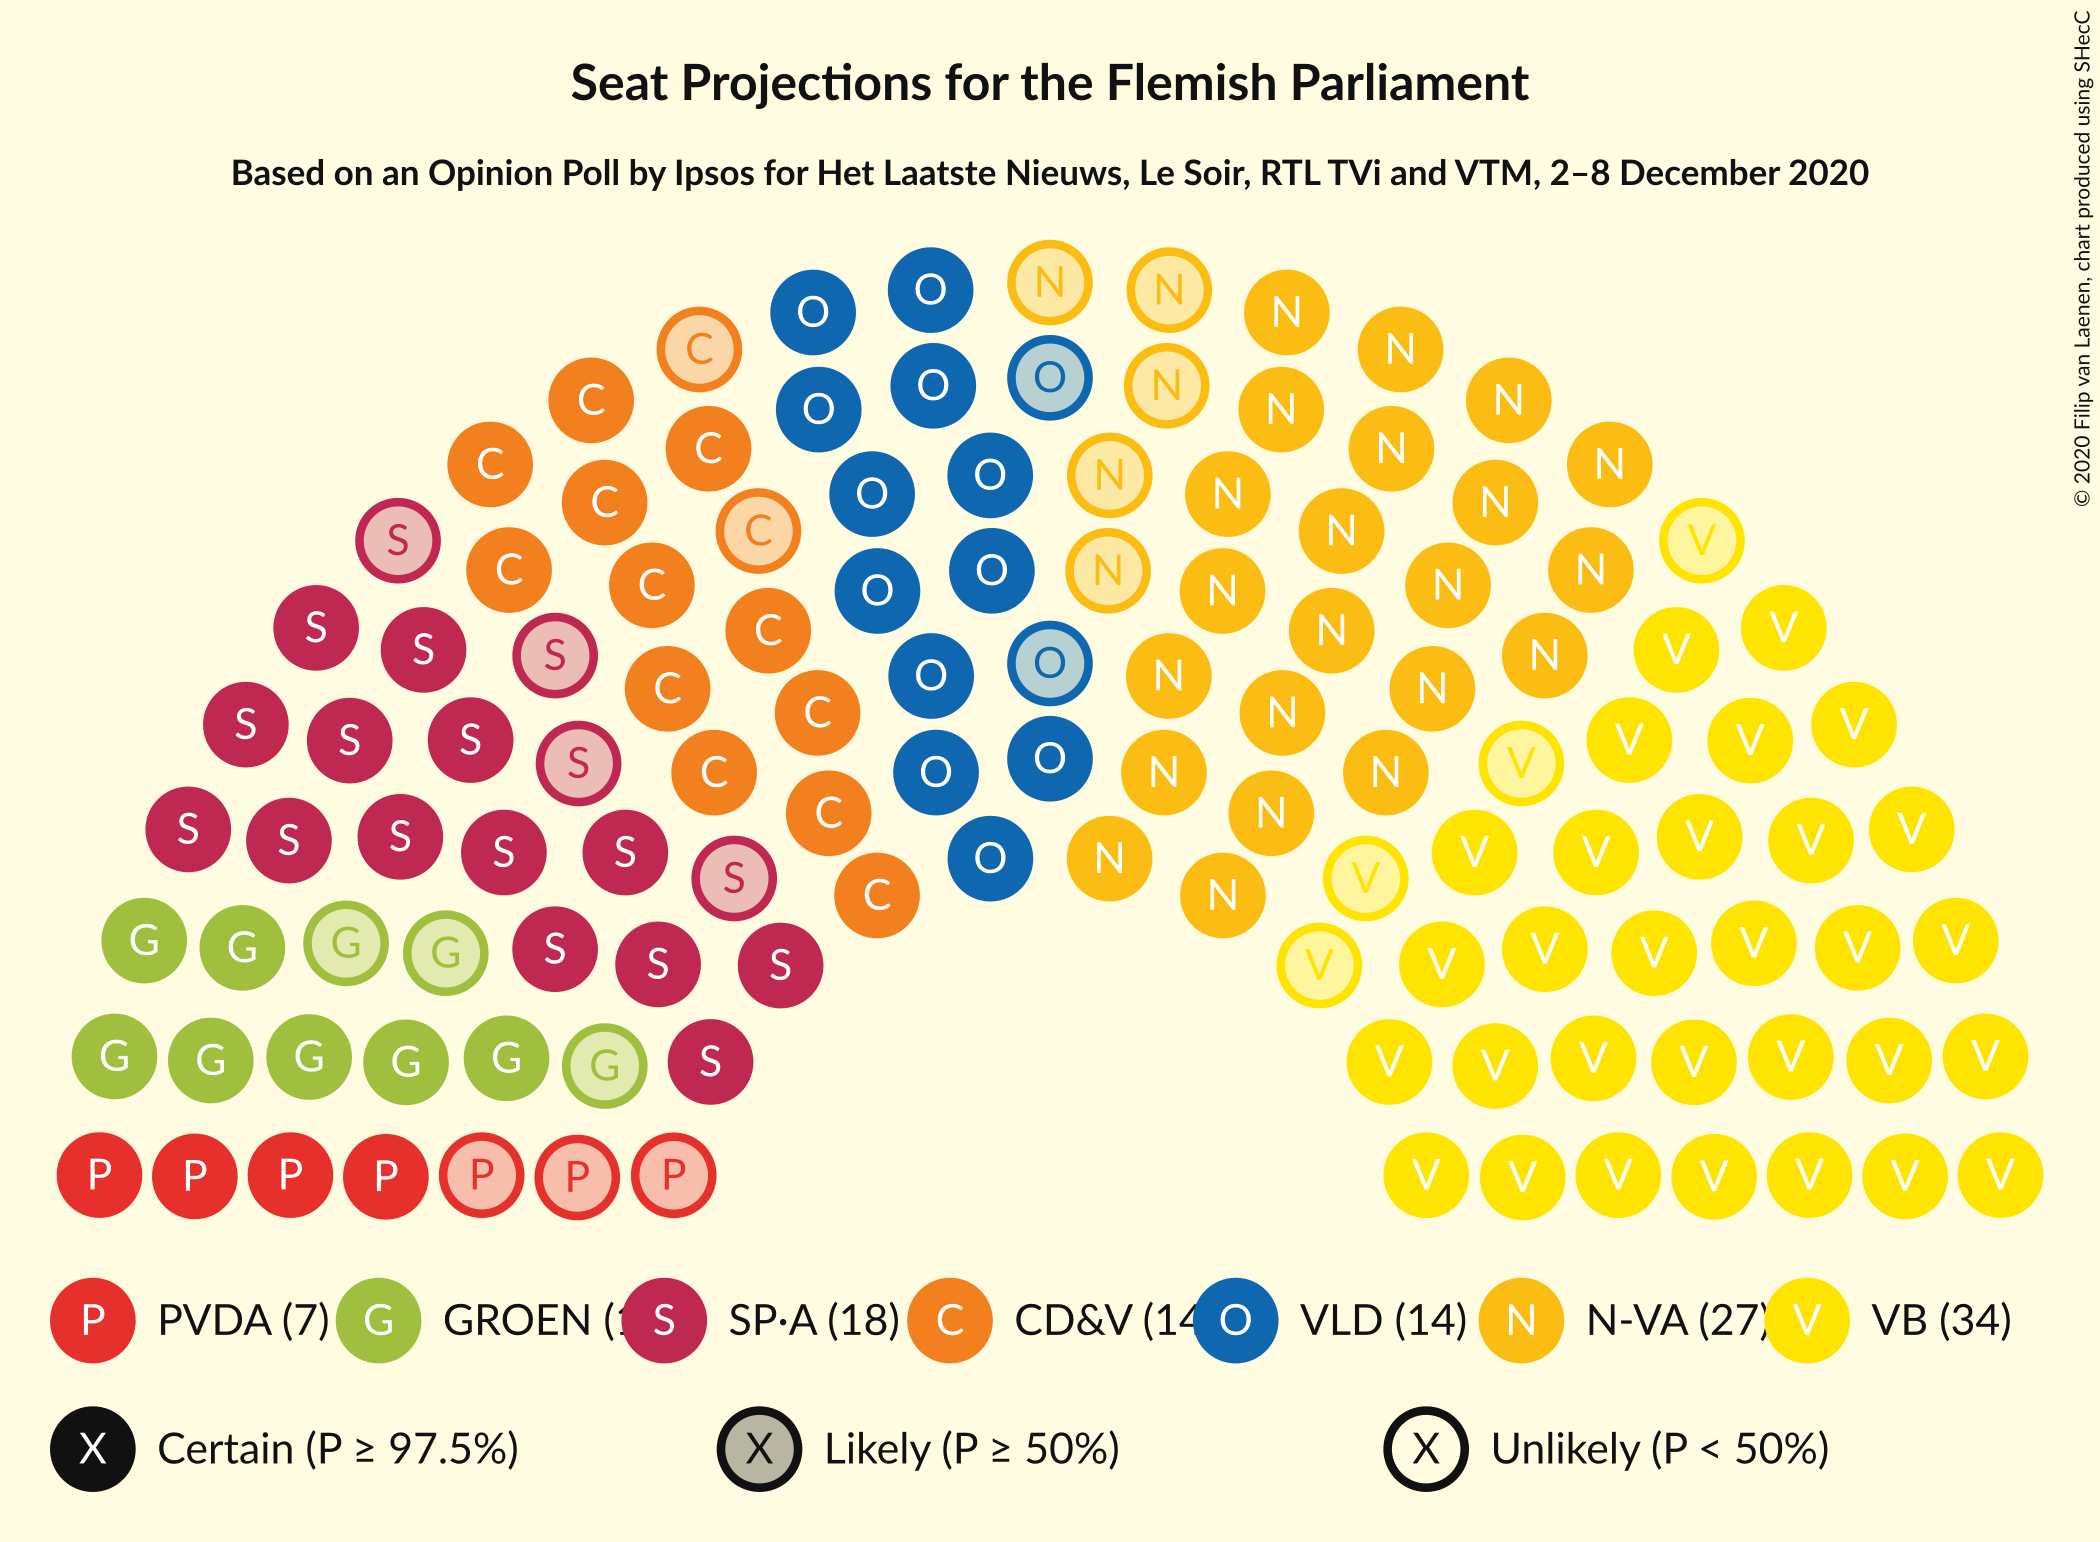 Seat Projections for the Flemish Parliament
Based on an Opinion Poll by Ipsos for Het Laatste Nieuws, Le Soir, RTL TVi and VTM, 2–8 December 2020
© 2020 Filip van Laenen, chart produced using SHecC
N
O O N N
O N
C O N
O O N N
C C N
C C N N
O O N
C S C N N V
C N
C C O O N N N
S C N
S S S C C O O N N N N V V
C C N
S S S S C C O O N N N V V V V
C C N
S S S S S S C O N N V V V V V V
G G G G S S S V V V V V V V
G G G G G G S V V V V V V V
P P P P P P P V V V V V V V
P PVDA (7) G GROEN ( S SP·A (18) C CD&V (14 O VLD (14) N N-VA (27) V VB (34)
X Certain (P ≥ 97.5%) X Likely (P ≥ 50%) X Unlikely (P < 50%)